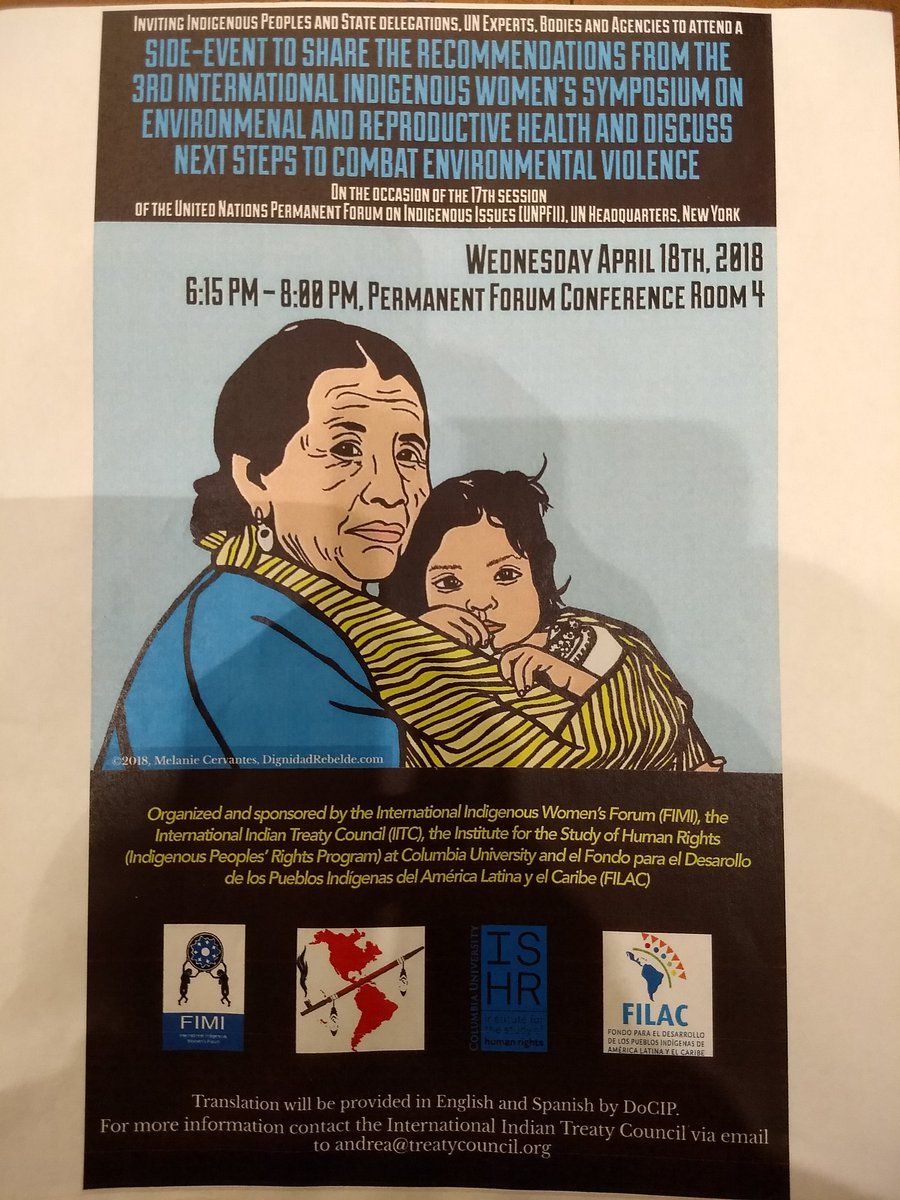 Inviting Indigenous Peoples and State delegations, UN Experts, Bodies and Agencies to attend a
SIDE-EVENT TO SHARE THE RECOMMENDATIONS FROM THE
3RD INTERNATIONAL INDIGENOUS WOMEN'S SYMPOSIUM ON
ENVIRONMENAL AND REPRODUCTIVE HEALTH AND DISCUSS
NEXT STEPS TO COMBAT ENVIRONMENTAL VIOLENCE
On the occasion of the 17th session
of the United Nations Permanent Forum on Indigenous Issues (UNPFII), UN Headquarters, New York
Wednesday April 18th, 2018
6:15 PM – 8:00 PM, Permanent Forum Conference Room 4
©2018, Melanie Cervantes, DignidadRebelde.com
Organized and sponsored by the International Indigenous Women's Forum (FIMI), the
International Indian Treaty Council (IITC), the Institute for the Study of Human Rights
(Indigenous Peoples' Rights Program) at Columbia University and el Fondo para el Desarollo
de los Pueblos Indígenas del América Latina y el Caribe (FILAC)
FIMI
International Indigenous
Women's Forum
COLUMBIA UNIVERSITY
IS
HR
institute for
the study of
human rights
FILAC
FONDO PARA EL DESARROLLO
DE LOS PUEBLOS INDÍGENAS DE
AMÉRICA LATINA Y EL CARIBE
Translation will be provided in English and Spanish by DoCIP.
For more information contact the International Indian Treaty Council via email
to andrea@treatycouncil.org